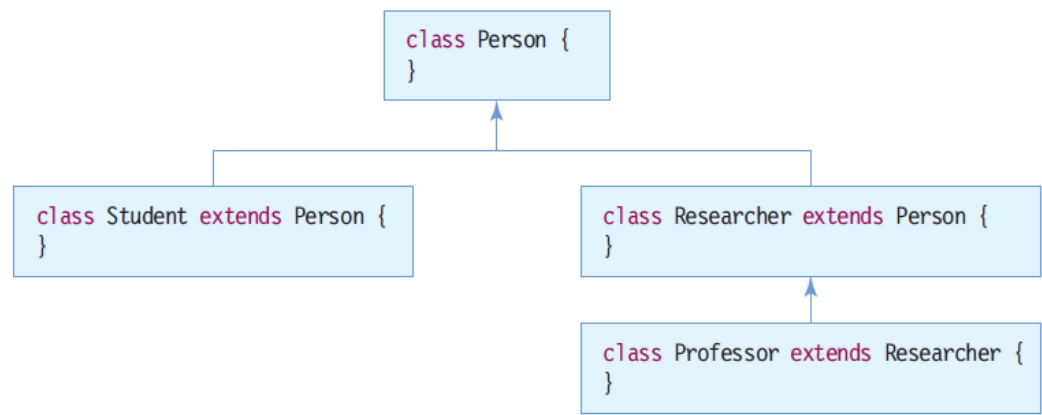 class Person {
}
class Student extends Person {
}
class Researcher extends Person {
}
class Professor extends Researcher {
}